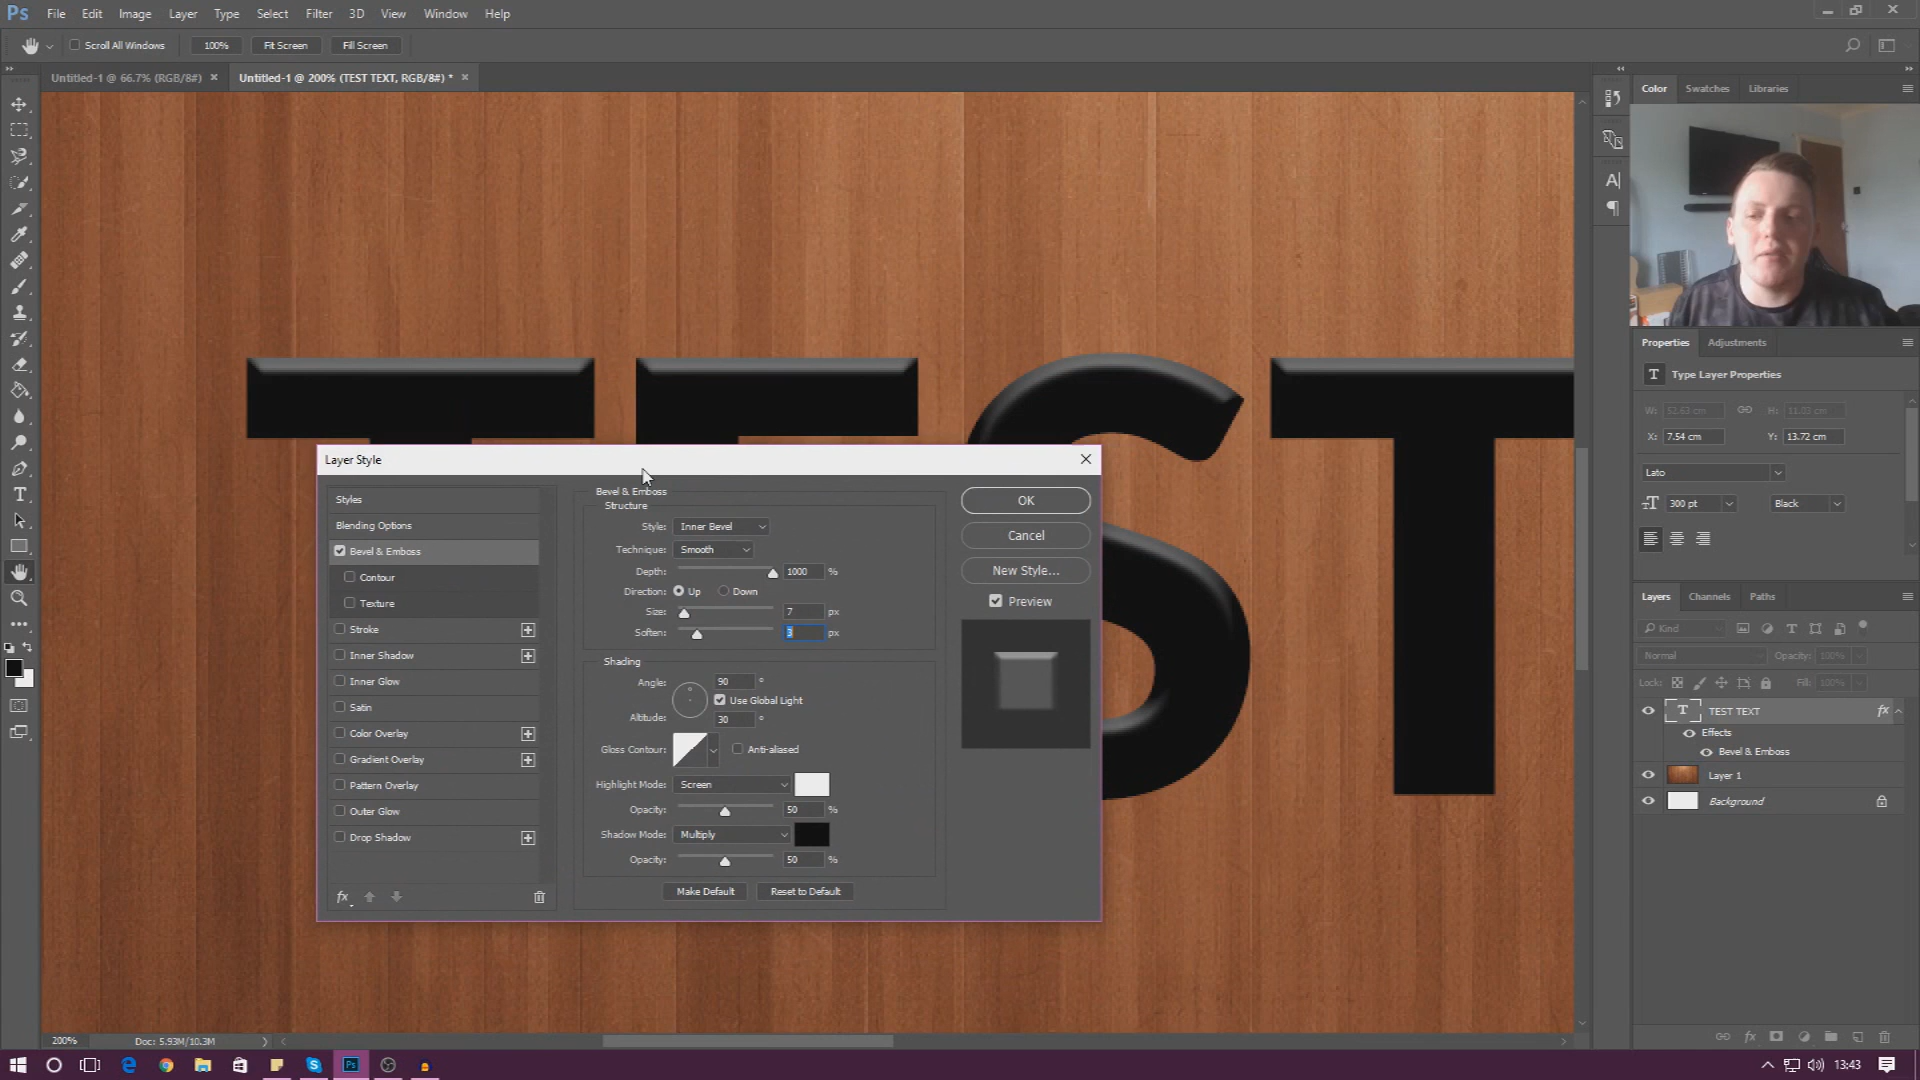 Ps File Edit Image Layer Type Select Filter 3D View Window Help
Scroll All Windows 100% Fit Screen Fill Screen
Untitled-1 @ 66.7% (RGB/8#) × Untitled-1 @ 200% (TEST TEXT, RGB/8#) * ×
Color Swatches Libraries
TEST
Layer Style
Styles
Blending Options
Bevel & Emboss
Contour
Texture
Stroke
Inner Shadow
Inner Glow
Satin
Color Overlay
Gradient Overlay
Pattern Overlay
Outer Glow
Drop Shadow
fx
Bevel & Emboss
Structure
Style: Inner Bevel
Technique: Smooth
Depth: 1000 %
Direction: Up Down
Size: 7 px
Soften: 3 px
Shading
Angle: 90 °
Use Global Light
Altitude: 30 °
Gloss Contour: Anti-aliased
Highlight Mode: Screen
Opacity: 50 %
Shadow Mode: Multiply
Opacity: 50 %
Make Default Reset to Default
OK
Cancel
New Style...
Preview
Properties Adjustments
T Type Layer Properties
W: 52.63 cm H: 11.03 cm
X: 7.54 cm Y: 13.72 cm
Lato
300 pt Black
Layers Channels Paths
Kind
Normal Opacity: 100%
Lock: Fill: 100%
T TEST TEXT fx
Effects
Bevel & Emboss
Layer 1
Background
200% Doc: 5.93M/10.3M
13:43